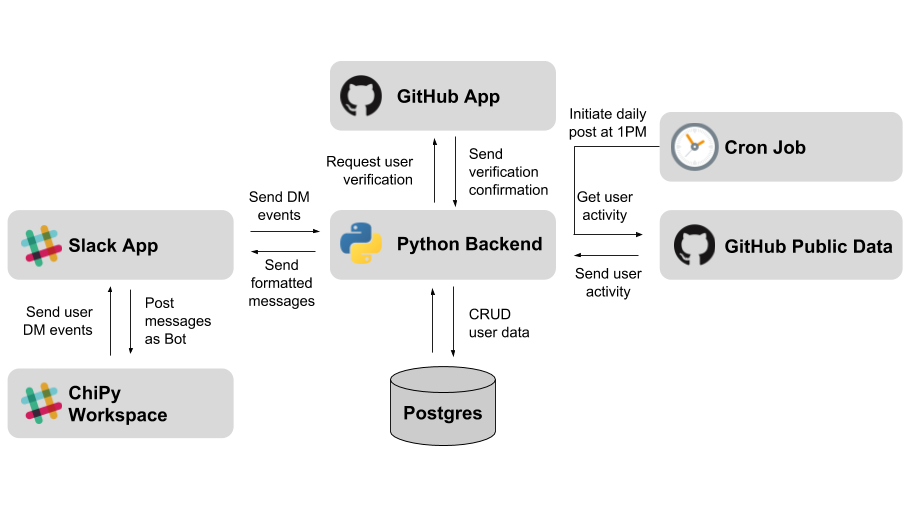 GitHub App
Initiate daily
post at 1PM
Cron Job
Request user
verification
Send
verification
confirmation
Send DM
events
Get user
activity
Slack App
Python Backend
GitHub Public Data
Send
formatted
messages
Send user
activity
Send user
DM events
Post
messages
as Bot
CRUD
user data
ChiPy
Workspace
Postgres